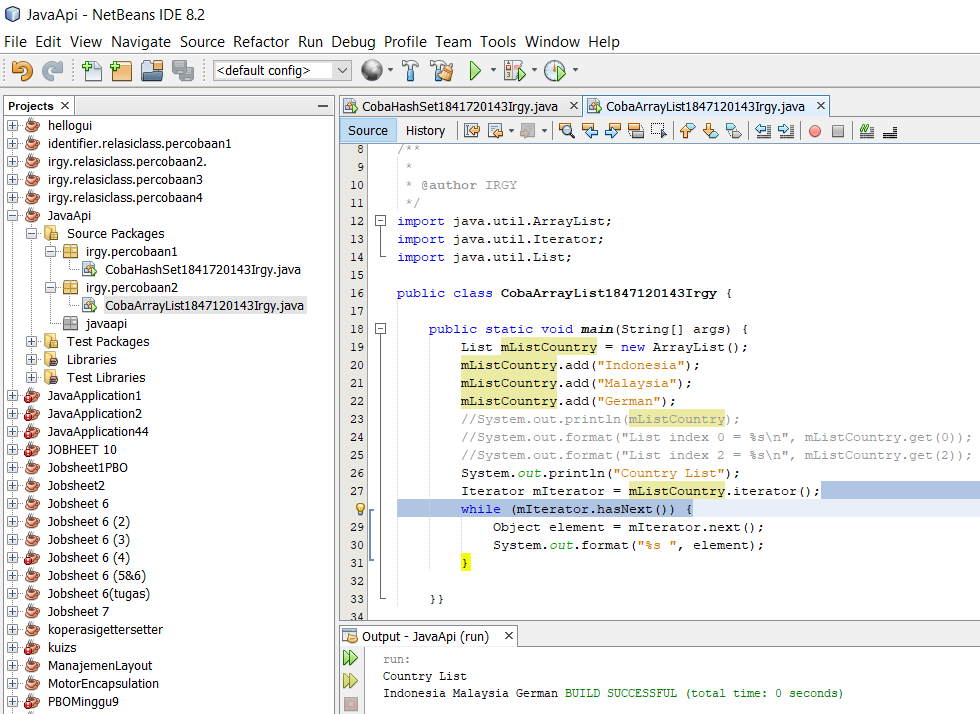 JavaApi - NetBeans IDE 8.2
File Edit View Navigate Source Refactor Run Debug Profile Team Tools Window Help
<default config>
Projects
hellogui
identifier.relasiclass.percobaan1
irgy.relasiclass.percobaan2.
irgy.relasiclass.percobaan3
irgy.relasiclass.percobaan4
JavaApi
Source Packages
irgy.percobaan1
CobaHashSet1841720143Irgy.java
irgy.percobaan2
CobaArrayList1847120143Irgy.java
javaapi
Test Packages
Libraries
Test Libraries
JavaApplication1
JavaApplication2
JavaApplication44
JOBHEET 10
Jobsheet1PBO
Jobsheet2
Jobsheet 6
Jobsheet 6 (2)
Jobsheet 6 (3)
Jobsheet 6 (4)
Jobsheet 6 (5&6)
Jobsheet 6(tugas)
Jobsheet 7
koperasigettersetter
kuizs
ManajemenLayout
MotorEncapsulation
PBOMinggu9
CobaHashSet1841720143Irgy.java CobaArrayList1847120143Irgy.java
Source History
8 /**
9 *
10 * @author IRGY
11 */
12 import java.util.ArrayList;
13 import java.util.Iterator;
14 import java.util.List;
15
16 public class CobaArrayList1847120143Irgy {
17
18 public static void main(String[] args) {
19 List mListCountry = new ArrayList();
20 mListCountry.add("Indonesia");
21 mListCountry.add("Malaysia");
22 mListCountry.add("German");
23 //System.out.println(mListCountry);
24 //System.out.format("List index 0 = %s\n", mListCountry.get(0));
25 //System.out.format("List index 2 = %s\n", mListCountry.get(2));
26 System.out.println("Country List");
27 Iterator mIterator = mListCountry.iterator();
while (mIterator.hasNext()) {
29 Object element = mIterator.next();
30 System.out.format("%s ", element);
31 }
32
33 }}
34
Output - JavaApi (run)
run:
Country List
Indonesia Malaysia German BUILD SUCCESSFUL (total time: 0 seconds)